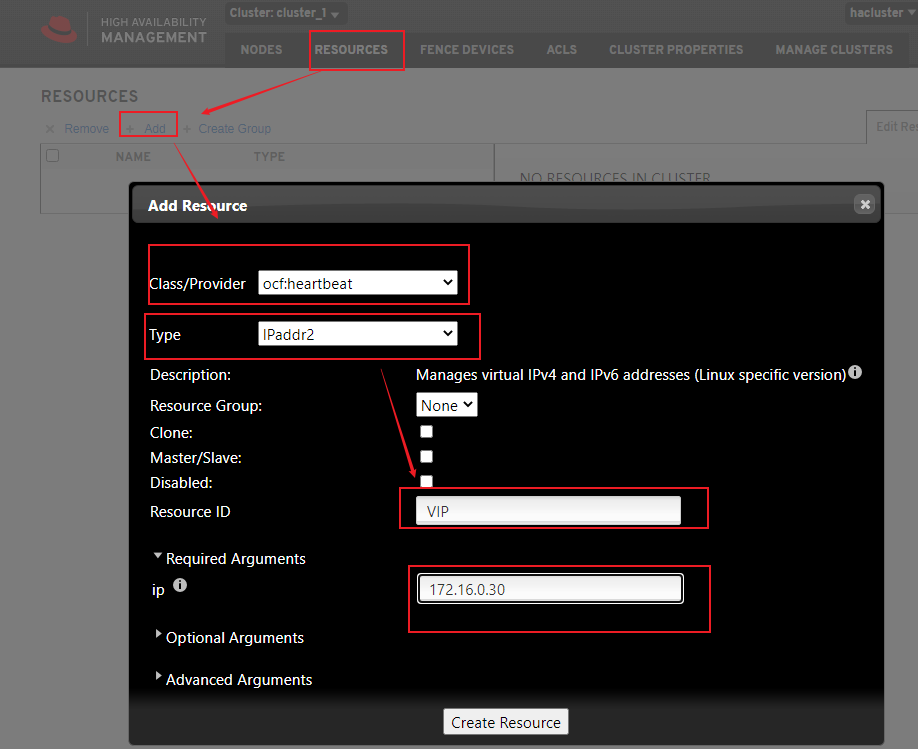 HIGH AVAILABILITY
MANAGEMENT
Cluster: cluster_1
hacluster
NODES RESOURCES FENCE DEVICES ACLS CLUSTER PROPERTIES MANAGE CLUSTERS
RESOURCES
Remove Add Create Group
Edit Res
NAME TYPE
NO RESOURCES IN CLUSTER
Add Resource
Class/Provider ocf:heartbeat
Type IPaddr2
Description: Manages virtual IPv4 and IPv6 addresses (Linux specific version)
Resource Group: None
Clone:
Master/Slave:
Disabled:
Resource ID VIP
Required Arguments
ip 172.16.0.30
Optional Arguments
Advanced Arguments
Create Resource